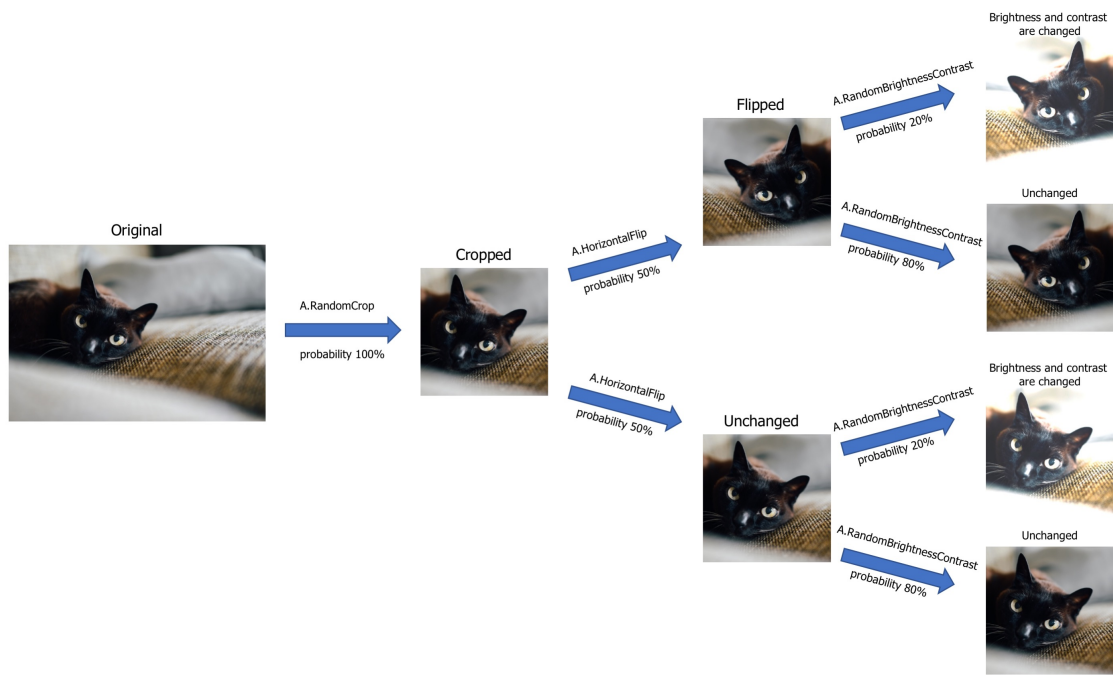 Original
A.RandomCrop
probability 100%
Cropped
A.HorizontalFlip
probability 50%
A.HorizontalFlip
probability 50%
Flipped
A.RandomBrightnessContrast
probability 20%
A.RandomBrightnessContrast
probability 80%
Brightness and contrast
are changed
Unchanged
Unchanged
A.RandomBrightnessContrast
probability 20%
A.RandomBrightnessContrast
probability 80%
Brightness and contrast
are changed
Unchanged